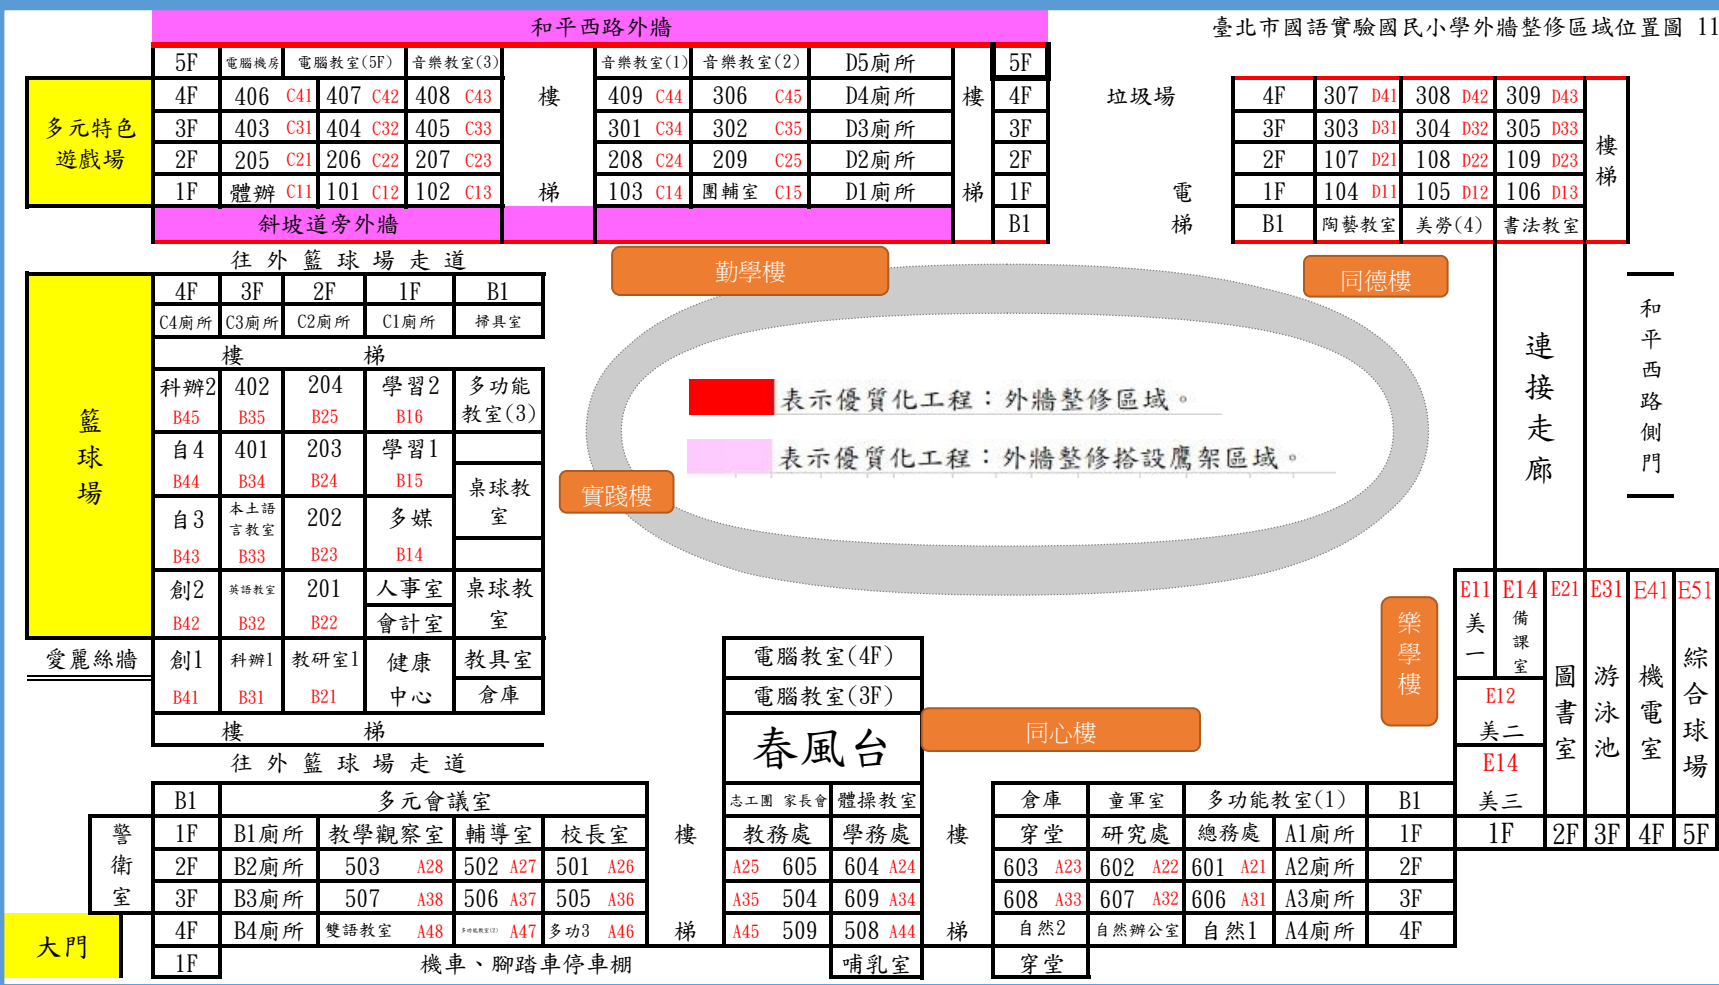 和平西路外牆
臺北市國語實驗國民小學外牆整修區域位置圖 11
5F 電腦機房 電腦教室(5F) 音樂教室(3) 音樂教室(1) 音樂教室(2) D5廁所 5F
4F 406 C41 407 C42 408 C43 樓 409 C44 306 C45 D4廁所 樓 4F 垃圾場 4F 307 D41 308 D42 309 D43
多元特色
遊戲場
3F 403 C31 404 C32 405 C33 301 C34 302 C35 D3廁所 3F 3F 303 D31 304 D32 305 D33 樓
2F 205 C21 206 C22 207 C23 208 C24 209 C25 D2廁所 2F 2F 107 D21 108 D22 109 D23 梯
1F 體辦 C11 101 C12 102 C13 梯 103 C14 團輔室 C15 D1廁所 梯 1F 電 1F 104 D11 105 D12 106 D13
斜坡道旁外牆 B1 梯 B1 陶藝教室 美勞(4) 書法教室
往外籃球場走道
勤學樓
同德樓
4F 3F 2F 1F B1
C4廁所 C3廁所 C2廁所 C1廁所 掃具室
樓 梯
籃球場
科辦2 402 204 學習2 多功能教室(3)
B45 B35 B25 B16
自4 401 203 學習1
B44 B34 B24 B15 桌球教室
自3 本土語言教室 202 多媒
B43 B33 B23 B14
創2 英語教室 201 人事室 桌球教室
B42 B32 B22 會計室
愛麗絲牆 創1 科辦1 教研室1 健康中心 教具室
B41 B31 B21 倉庫
樓 梯
往外籃球場走道
表示優質化工程：外牆整修區域。
表示優質化工程：外牆整修搭設鷹架區域。
實踐樓
連接走廊
和平西路側門
樂學樓
E11 E14 E21 E31 E41 E51
美一 備課室 圖書室 游泳池 機電室 綜合球場
E12
美二
E14
美三
1F 2F 3F 4F 5F
電腦教室(4F)
電腦教室(3F)
春風台
同心樓
B1 多元會議室 志工團 家長會 體操教室 倉庫 童軍室 多功能教室(1) B1
警衛室
1F B1廁所 教學觀察室 輔導室 校長室 樓 教務處 學務處 樓 穿堂 研究處 總務處 A1廁所 1F
2F B2廁所 503 A28 502 A27 501 A26 A25 605 604 A24 603 A23 602 A22 601 A21 A2廁所 2F
3F B3廁所 507 A38 506 A37 505 A36 A35 504 609 A34 608 A33 607 A32 606 A31 A3廁所 3F
大門
4F B4廁所 雙語教室 A48 多功能教室(2) A47 多功3 A46 梯 A45 509 508 A44 梯 自然2 自然辦公室 自然1 A4廁所 4F
1F 機車、腳踏車停車棚 哺乳室 穿堂